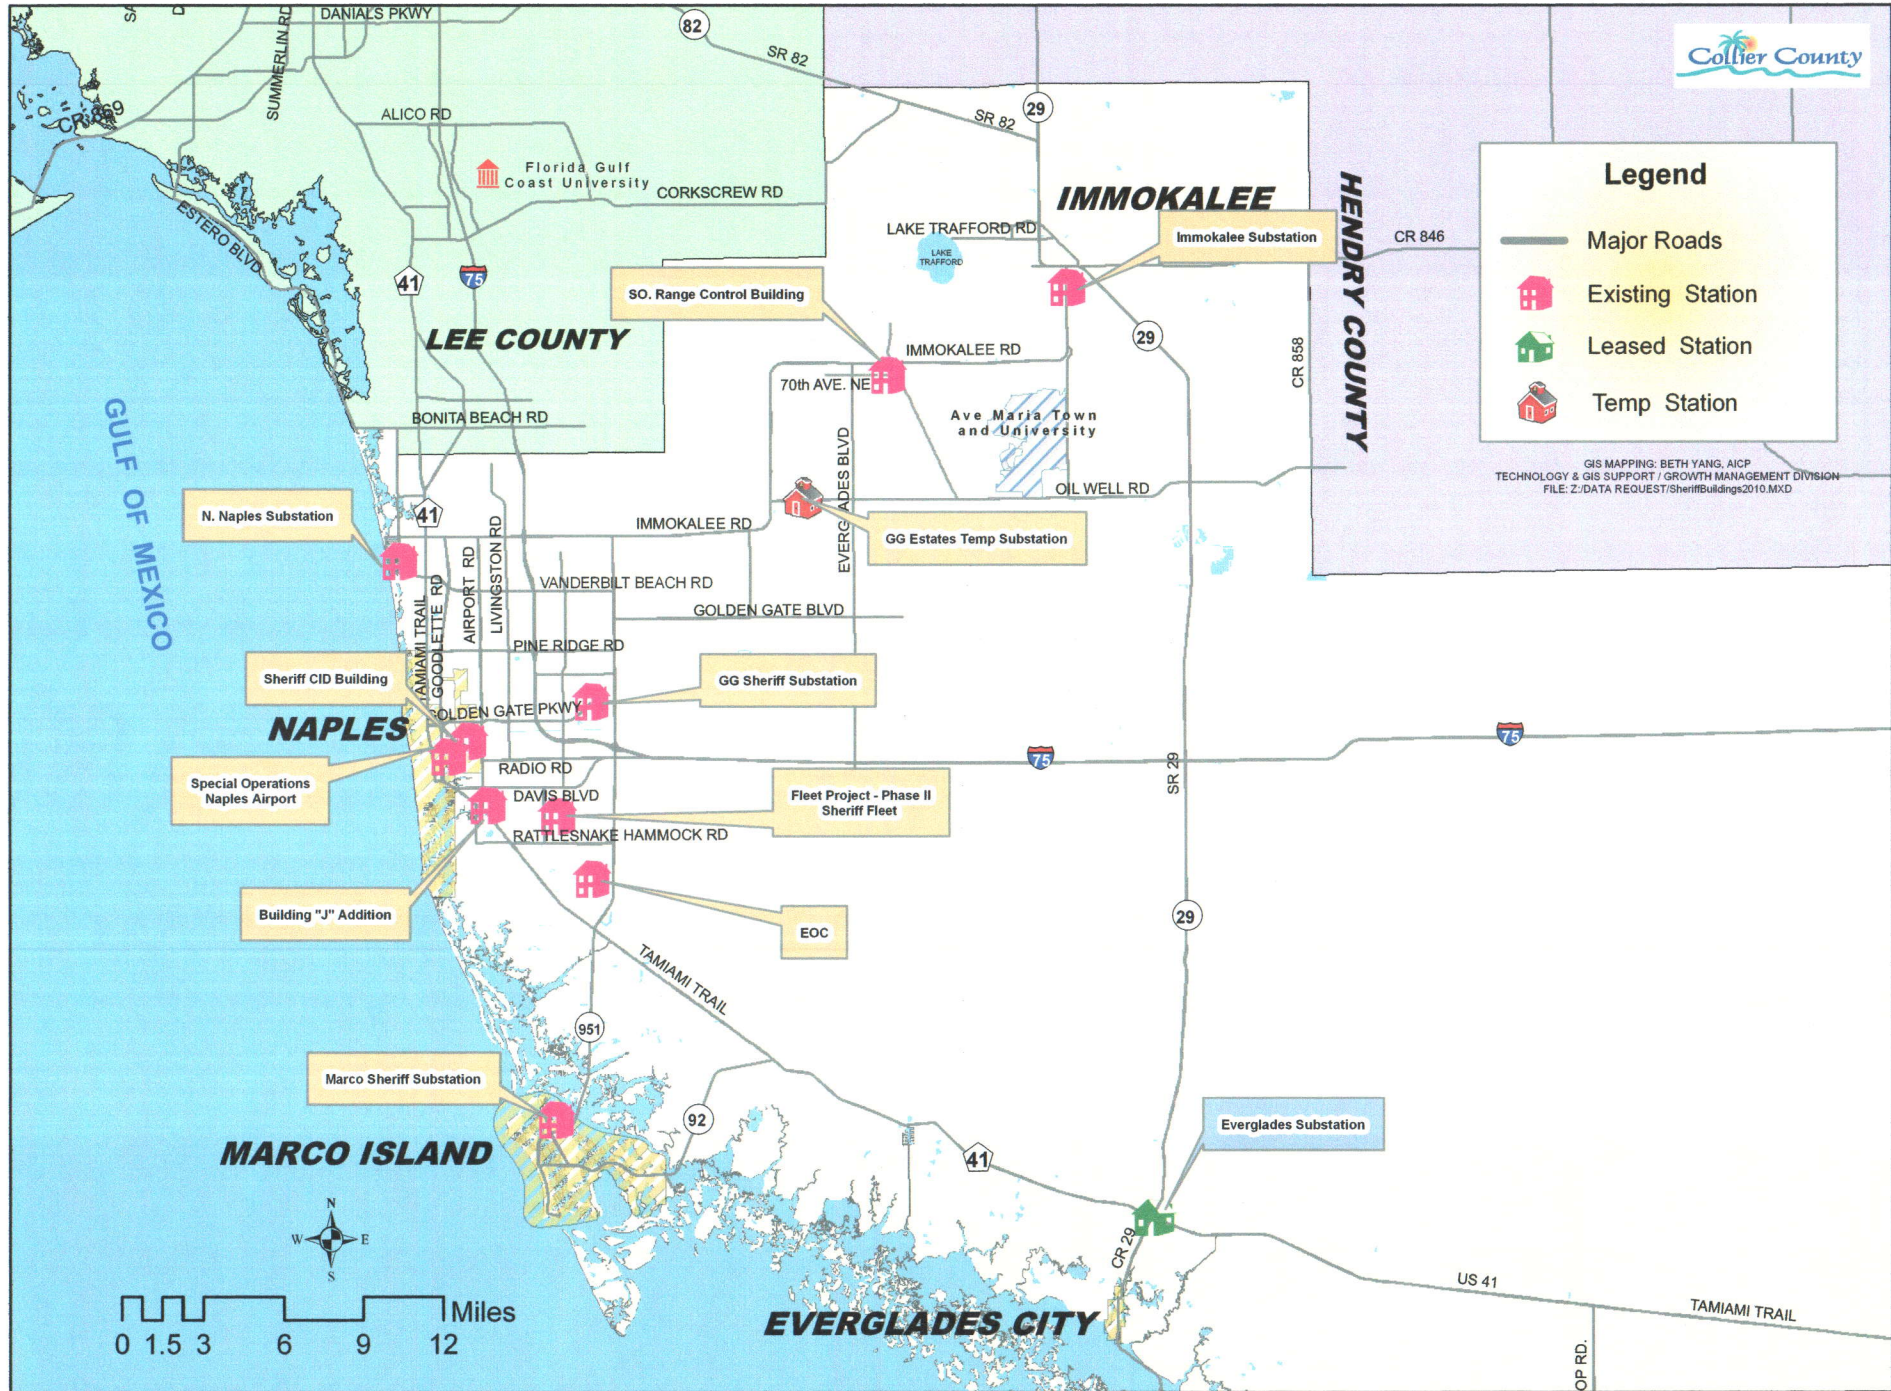 DANIALS PKWY
SUMMERLIN RD
82
SR 82
Collier County
CR 869
ALICO RD
29
SR 82
Florida Gulf
Coast University
CORKSCREW RD
IMMOKALEE
HENDRY COUNTY
Legend
Major Roads
Existing Station
Leased Station
Temp Station
ESTERO BLVD
LAKE TRAFFORD RD
LAKE
TRAFFORD
Immokalee Substation
CR 846
41
75
SO. Range Control Building
LEE COUNTY
29
IMMOKALEE RD
CR 858
70th AVE. NE
Ave Maria Town
and University
BONITA BEACH RD
GULF OF MEXICO
EVERGLADES BLVD
GIS MAPPING: BETH YANG, AICP
TECHNOLOGY & GIS SUPPORT / GROWTH MANAGEMENT DIVISION
FILE: Z:/DATA REQUEST/SheriffBuildings2010.MXD
OIL WELL RD
N. Naples Substation
41
IMMOKALEE RD
GG Estates Temp Substation
AIRPORT RD
LIVINGSTON RD
VANDERBILT BEACH RD
GOLDEN GATE BLVD
TAMIAMI TRAIL
GOODLETTE RD
PINE RIDGE RD
Sheriff CID Building
GG Sheriff Substation
GOLDEN GATE PKWY
NAPLES
75
75
SR 29
RADIO RD
Special Operations
Naples Airport
DAVIS BLVD
Fleet Project - Phase II
Sheriff Fleet
RATTLESNAKE HAMMOCK RD
Building "J" Addition
EOC
29
TAMIAMI TRAIL
951
Marco Sheriff Substation
92
Everglades Substation
MARCO ISLAND
41
N
W E
S
CR 29
US 41
TAMIAMI TRAIL
EVERGLADES CITY
Miles
0 1.5 3 6 9 12
OP RD.